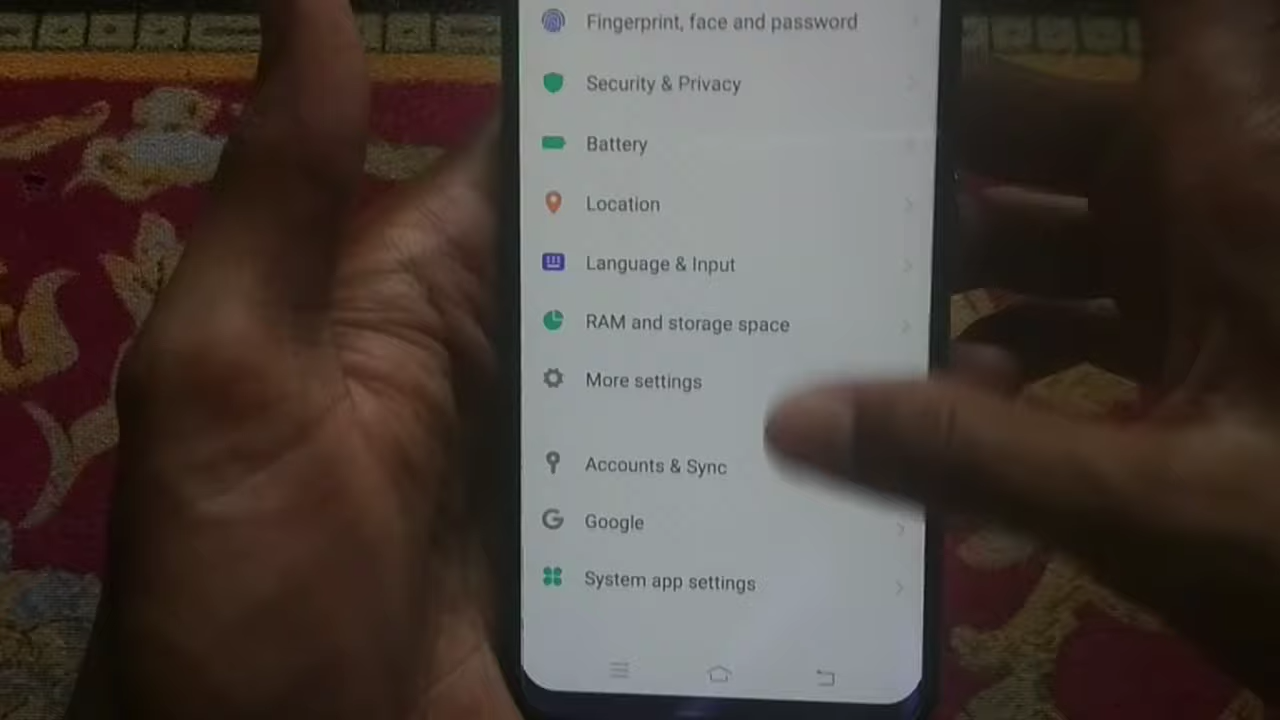 Fingerprint, face and password
Security & Privacy
Battery
Location
Language & Input
RAM and storage space
More settings
Accounts & Sync
Google
System app settings